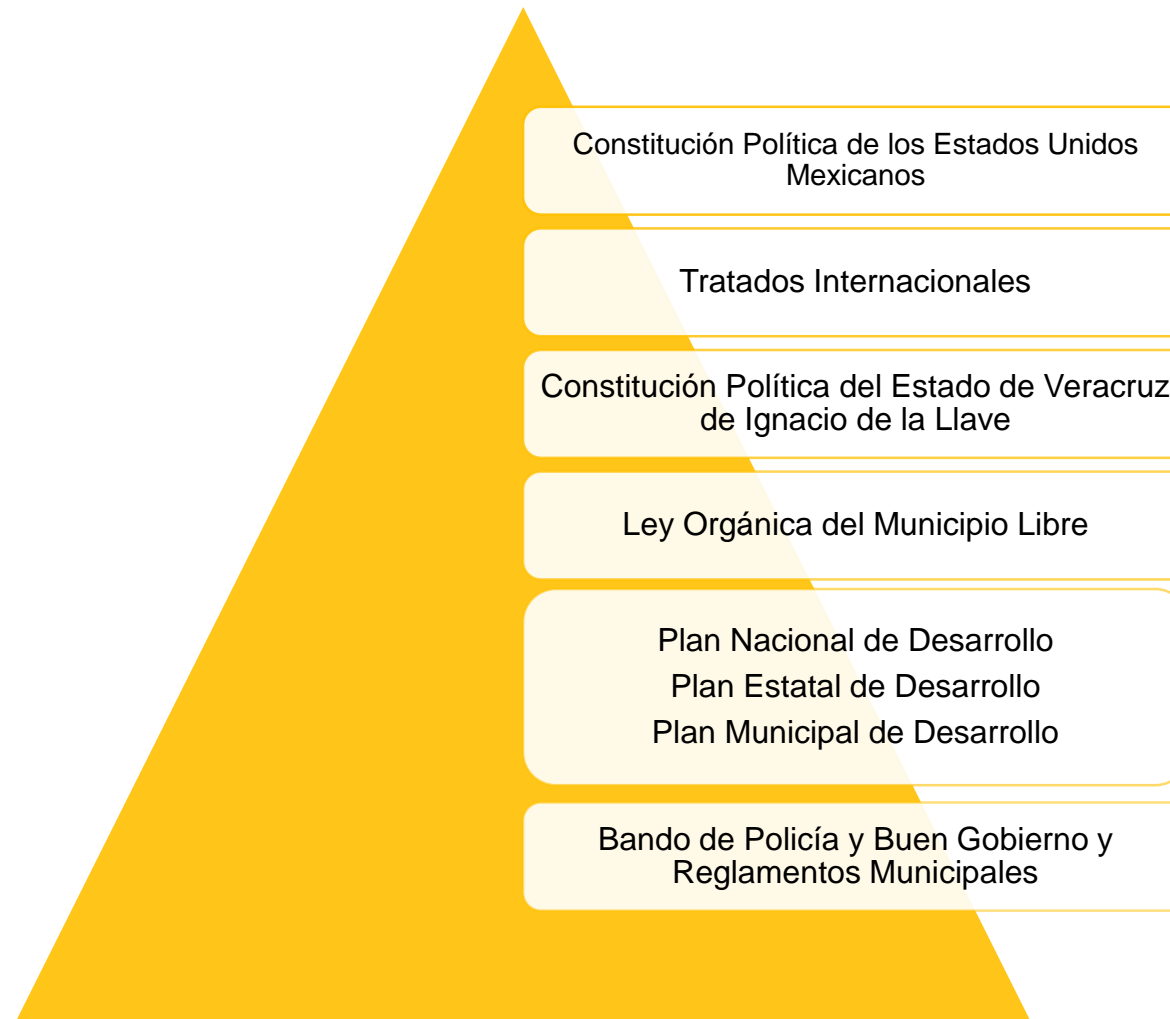 Constitución Política de los Estados Unidos
Mexicanos
Tratados Internacionales
Constitución Política del Estado de Veracruz
de Ignacio de la Llave
Ley Orgánica del Municipio Libre
Plan Nacional de Desarrollo
Plan Estatal de Desarrollo
Plan Municipal de Desarrollo
Bando de Policía y Buen Gobierno y
Reglamentos Municipales